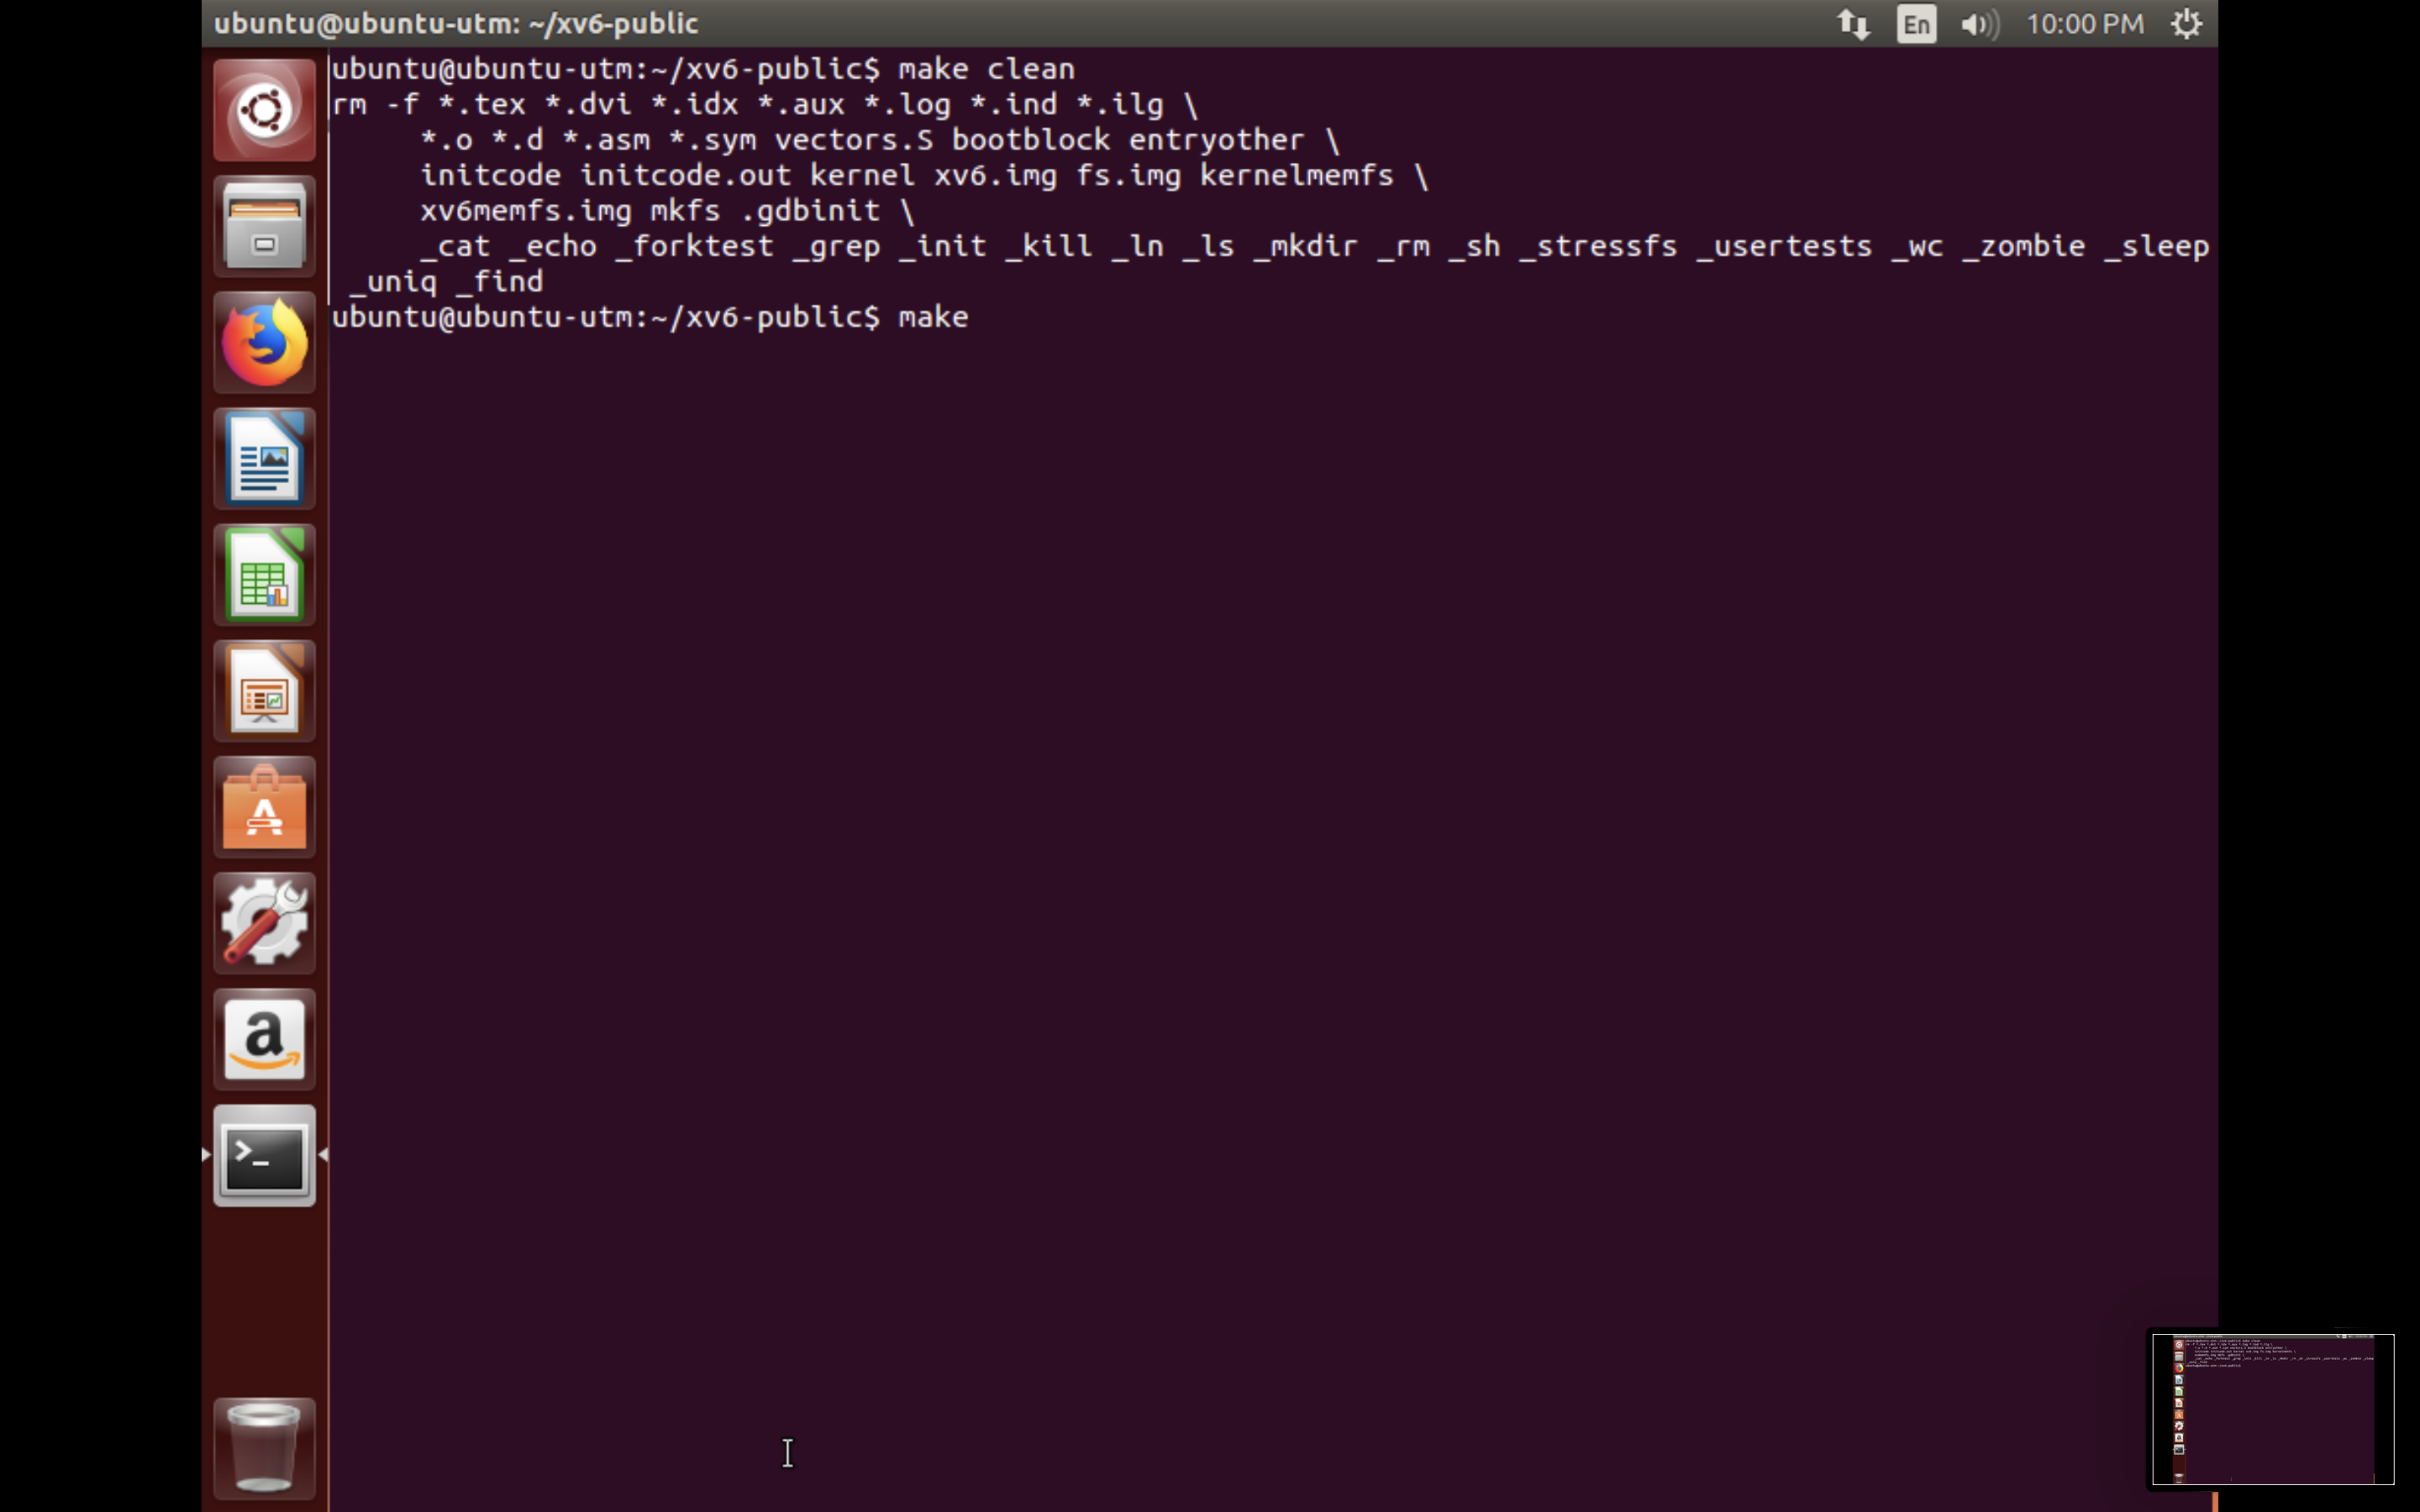 ubuntu@ubuntu-utm: ~/xv6-public
En
10:00 PM
ubuntu@ubuntu-utm:~/xv6-public$ make clean
rm -f *.tex *.dvi *.idx *.aux *.log *.ind *.ilg \
*.o *.d *.asm *.sym vectors.S bootblock entryother \
initcode initcode.out kernel xv6.img fs.img kernelmemfs \
xv6memfs.img mkfs .gdbinit \
_cat _echo _forktest _grep _init _kill _ln _ls _mkdir _rm _sh _stressfs _usertests _wc _zombie _sleep
_uniq _find
ubuntu@ubuntu-utm:~/xv6-public$ make